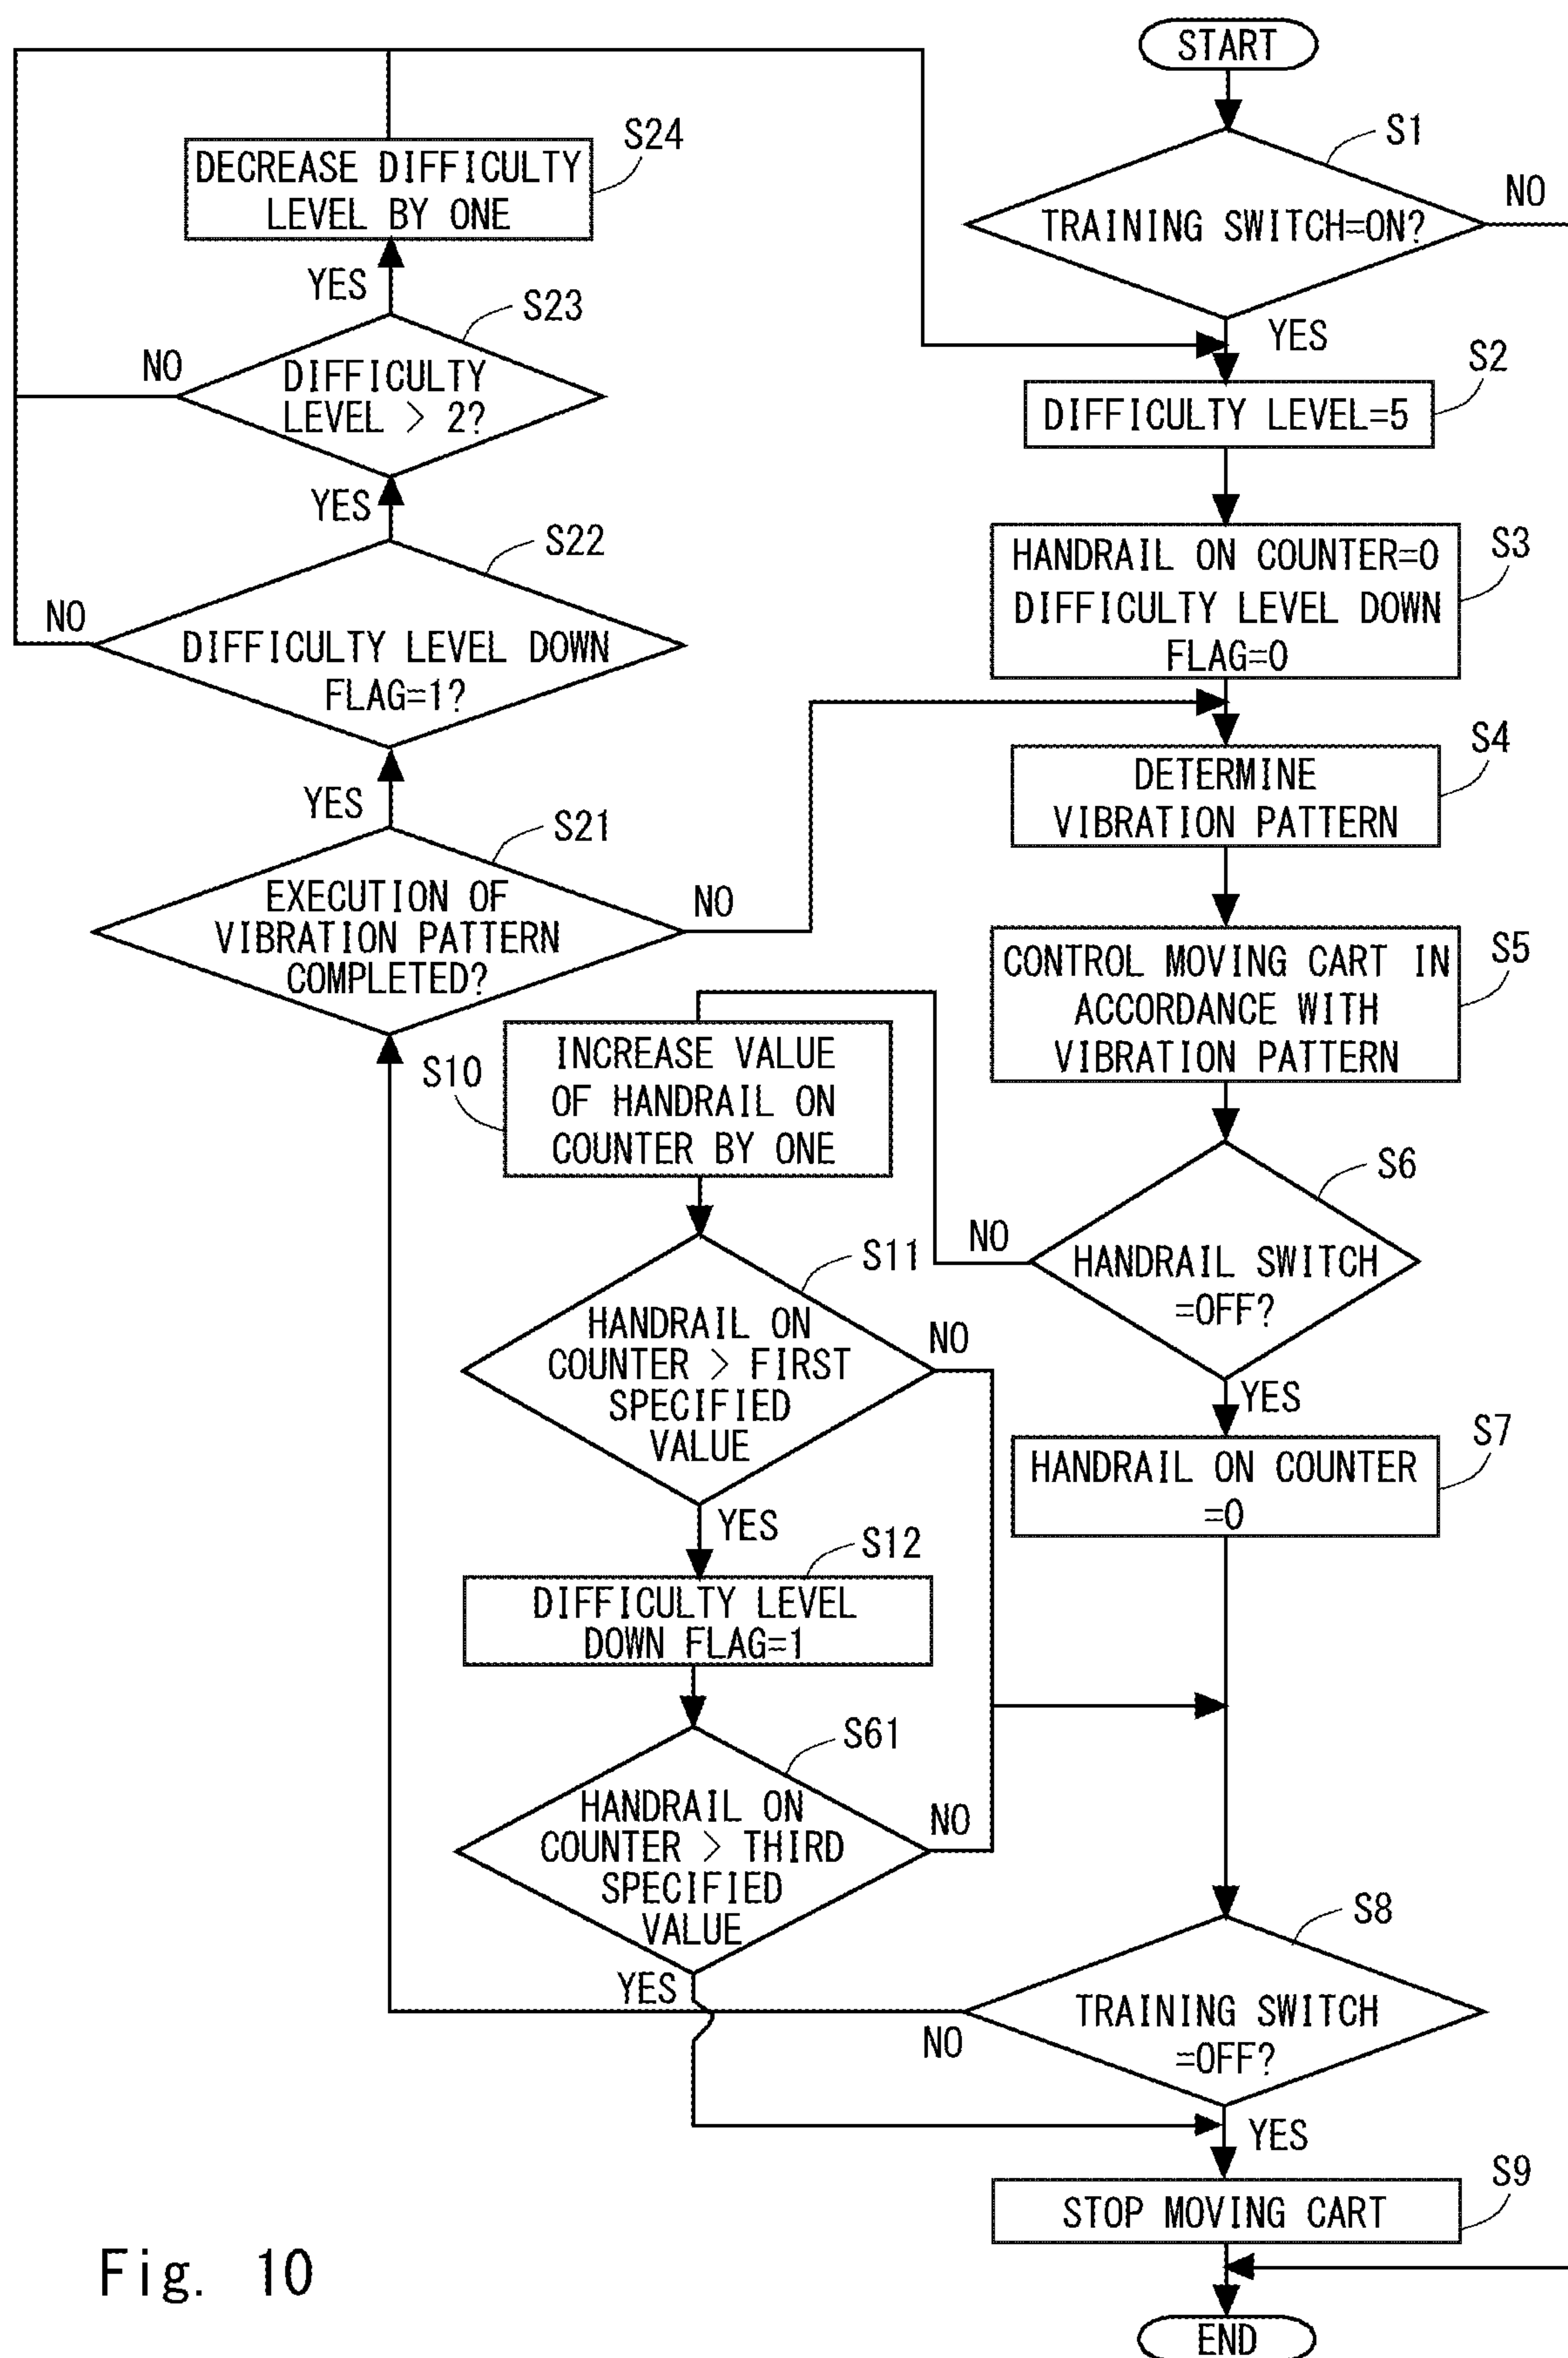 START
S1
TRAINING SWITCH=ON?
NO
YES
S2
DIFFICULTY LEVEL=5
S3
HANDRAIL ON COUNTER=0
DIFFICULTY LEVEL DOWN
FLAG=0
S4
DETERMINE
VIBRATION PATTERN
S5
CONTROL MOVING CART IN
ACCORDANCE WITH
VIBRATION PATTERN
S6
HANDRAIL SWITCH
=OFF?
NO
YES
S7
HANDRAIL ON COUNTER
=0
S8
TRAINING SWITCH
=OFF?
NO
YES
S9
STOP MOVING CART
END
S10
INCREASE VALUE
OF HANDRAIL ON
COUNTER BY ONE
S11
HANDRAIL ON
COUNTER > FIRST
SPECIFIED
VALUE
NO
YES
S12
DIFFICULTY LEVEL
DOWN FLAG=1
S61
HANDRAIL ON
COUNTER > THIRD
SPECIFIED
VALUE
NO
YES
S21
EXECUTION OF
VIBRATION PATTERN
COMPLETED?
NO
YES
S22
DIFFICULTY LEVEL DOWN
FLAG=1?
NO
YES
S23
DIFFICULTY
LEVEL > 2?
NO
YES
S24
DECREASE DIFFICULTY
LEVEL BY ONE
Fig. 10